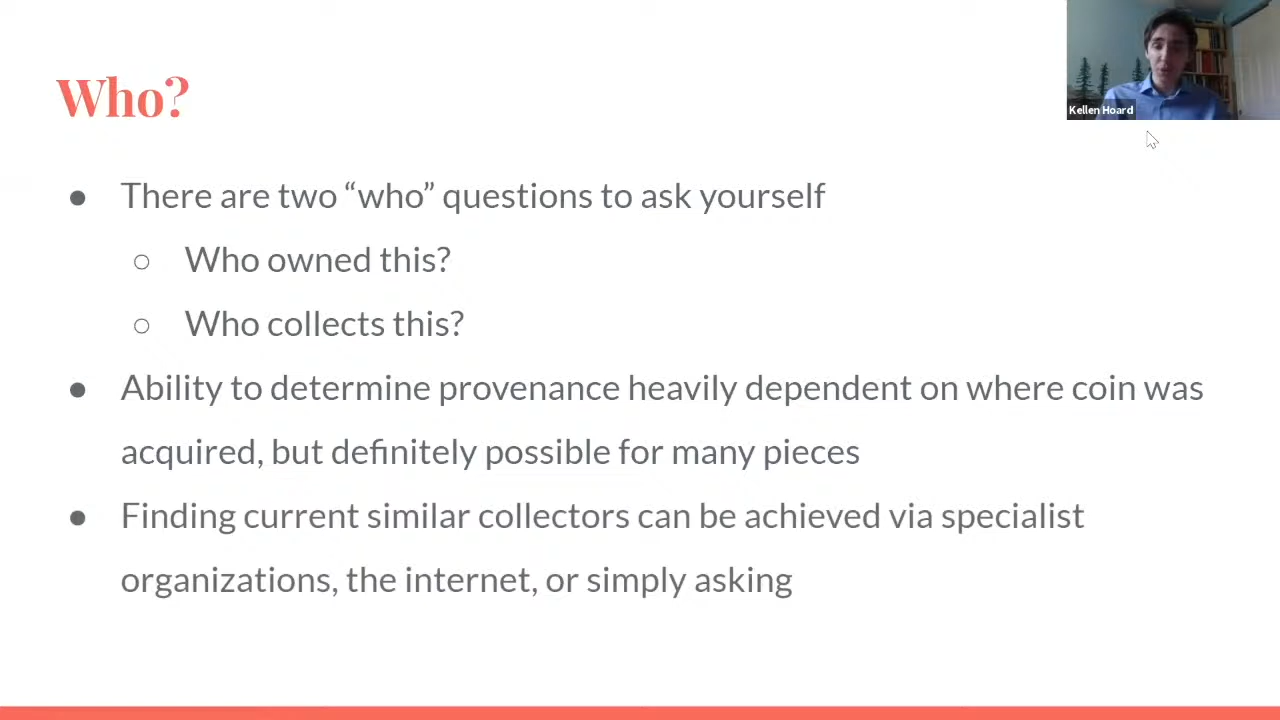 Who?
Kellen Hoard
● There are two “who” questions to ask yourself
○ Who owned this?
○ Who collects this?
● Ability to determine provenance heavily dependent on where coin was
acquired, but definitely possible for many pieces
● Finding current similar collectors can be achieved via specialist
organizations, the internet, or simply asking